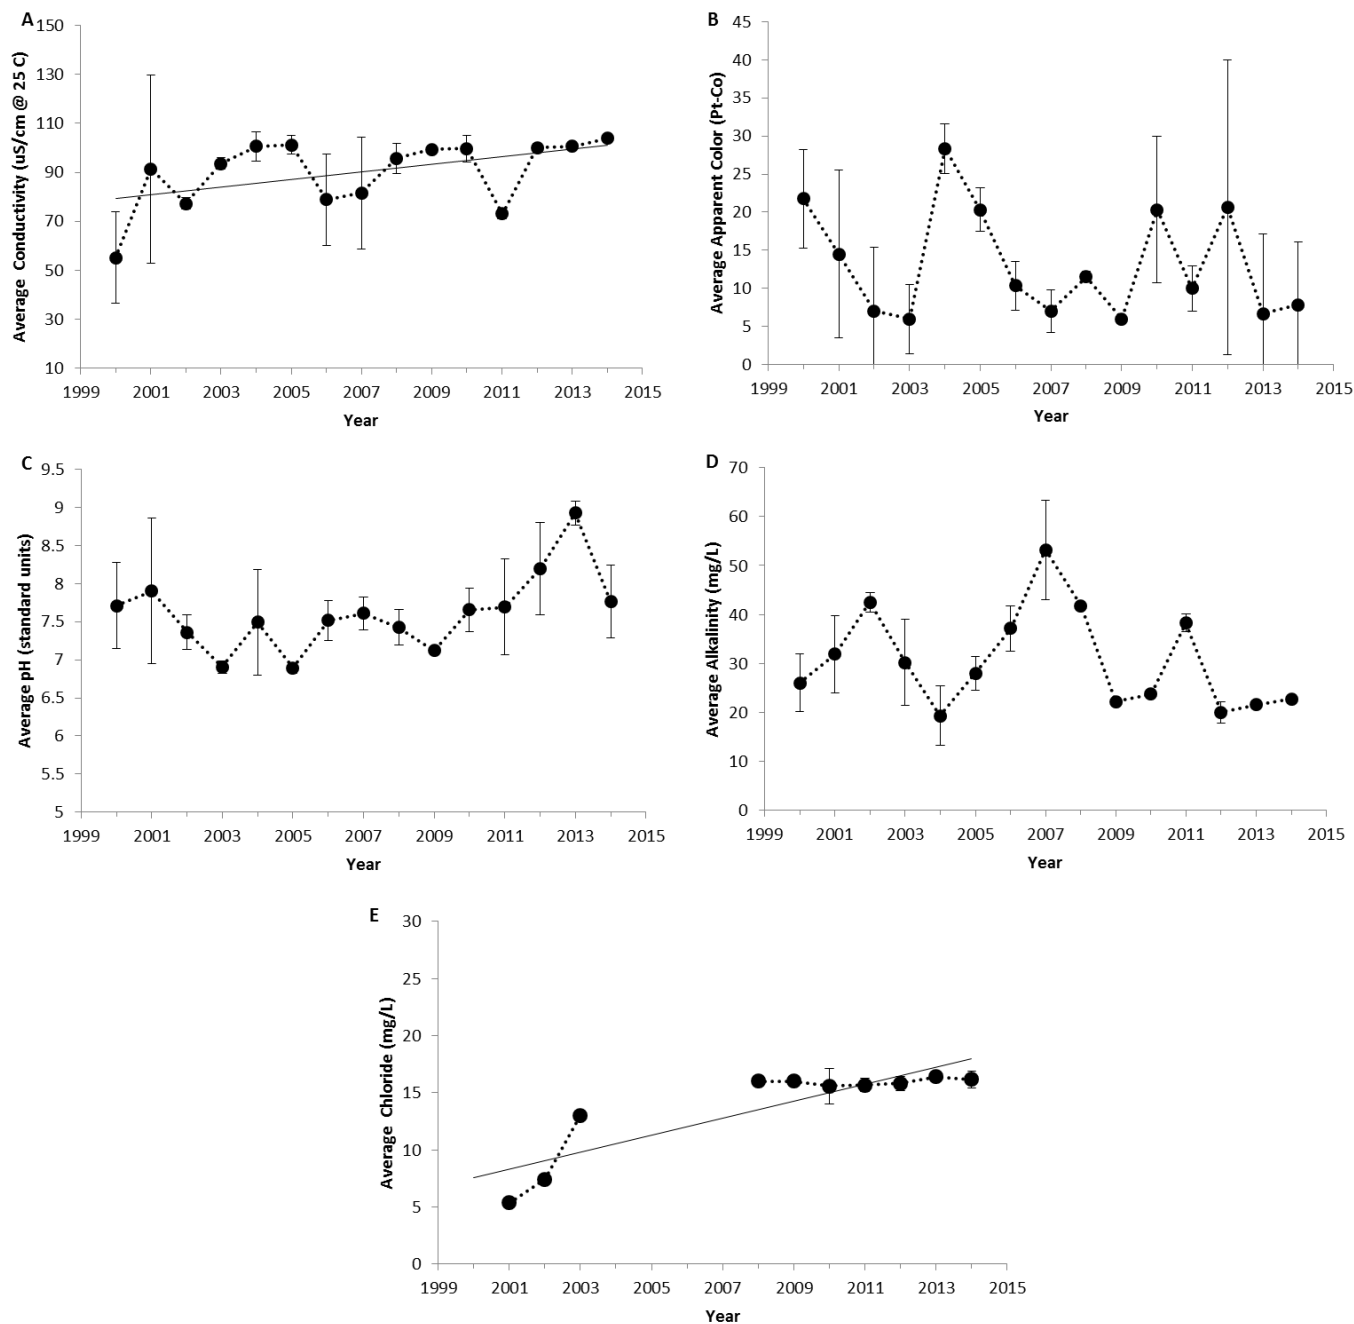 A
150
130
110
90
70
50
30
10
Average Conductivity (uS/cm @ 25 C)
1999 2001 2003 2005 2007 2009 2011 2013 2015
Year
B
45
40
35
30
25
20
15
10
5
0
Average Apparent Color (Pt-Co)
1999 2001 2003 2005 2007 2009 2011 2013 2015
Year
C
9.5
9
8.5
8
7.5
7
6.5
6
5.5
5
Average pH (standard units)
1999 2001 2003 2005 2007 2009 2011 2013 2015
Year
D
70
60
50
40
30
20
10
0
Average Alkalinity (mg/L)
1999 2001 2003 2005 2007 2009 2011 2013 2015
Year
E
30
25
20
15
10
5
0
Average Chloride (mg/L)
1999 2001 2003 2005 2007 2009 2011 2013 2015
Year